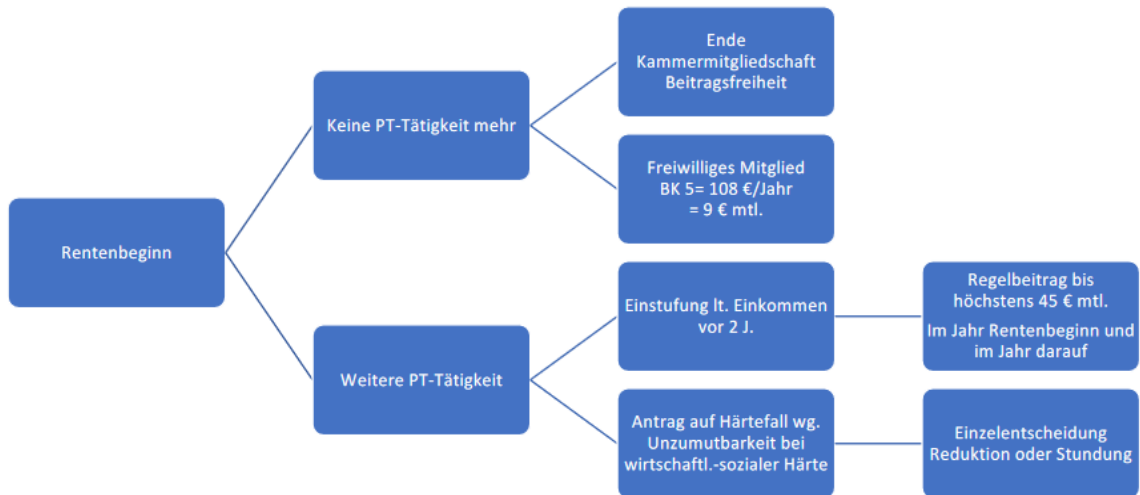 Rentenbeginn
Keine PT-Tätigkeit mehr
Ende
Kammermitgliedschaft
Beitragsfreiheit
Freiwilliges Mitglied
BK 5= 108 €/Jahr
= 9 € mtl.
Weitere PT-Tätigkeit
Einstufung lt. Einkommen
vor 2 J.
Regelbeitrag bis
höchstens 45 € mtl.
Im Jahr Rentenbeginn und
im Jahr darauf
Antrag auf Härtefall wg.
Unzumutbarkeit bei
wirtschaftl.-sozialer Härte
Einzelentscheidung
Reduktion oder Stundung